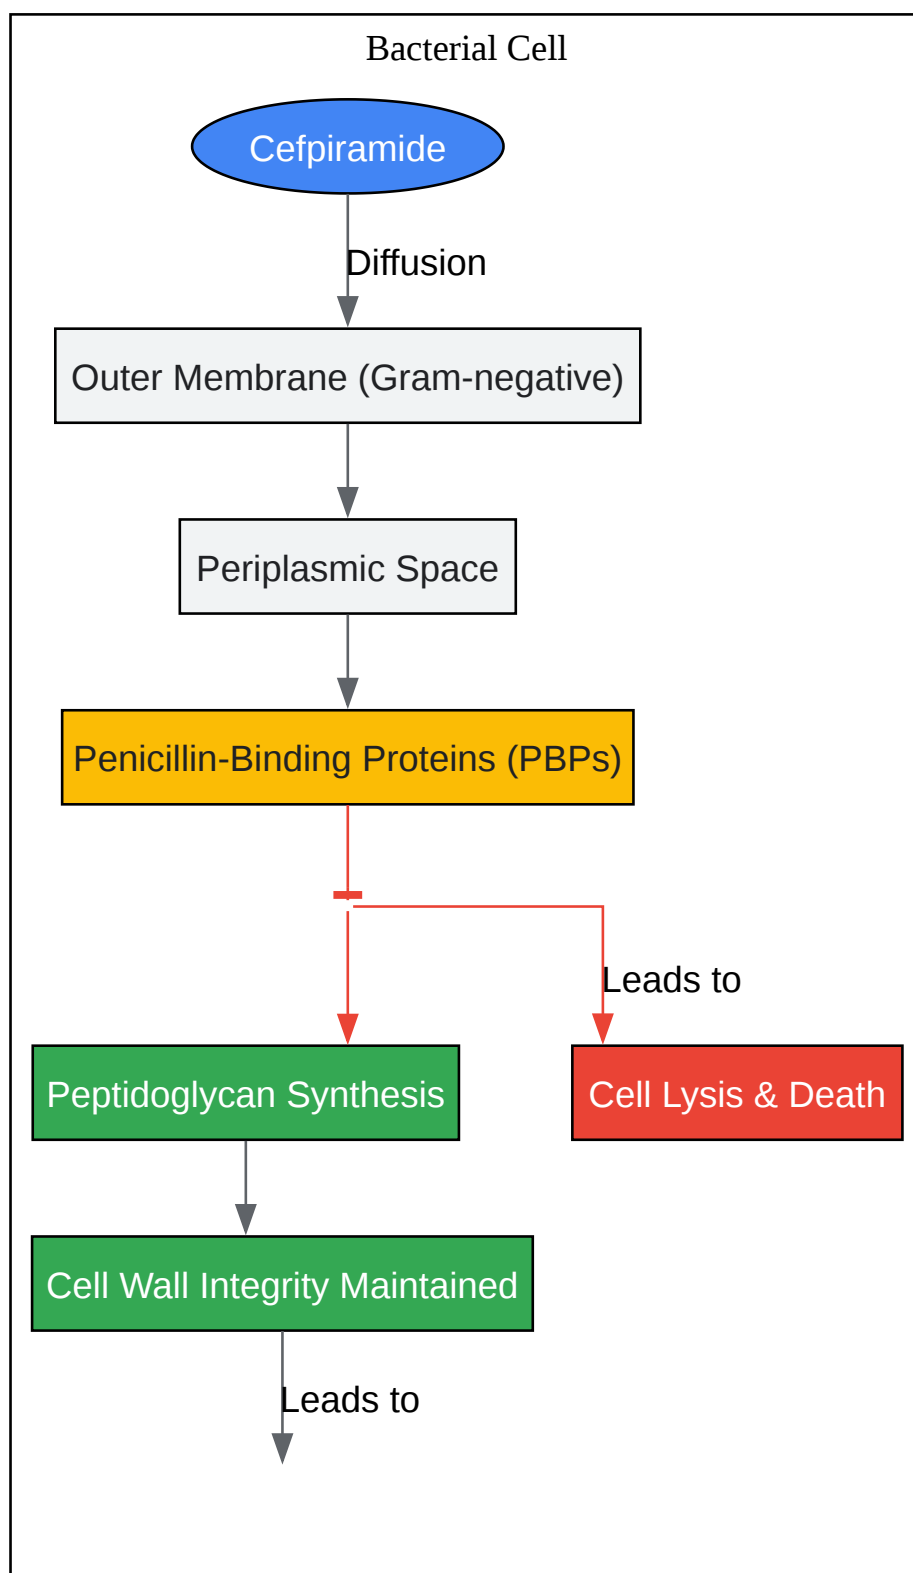 Bacterial Cell
Cefpiramide
Diffusion
Outer Membrane (Gram-negative)
Periplasmic Space
Penicillin-Binding Proteins (PBPs)
Leads to
Peptidoglycan Synthesis
Cell Lysis & Death
Cell Wall Integrity Maintained
Leads to